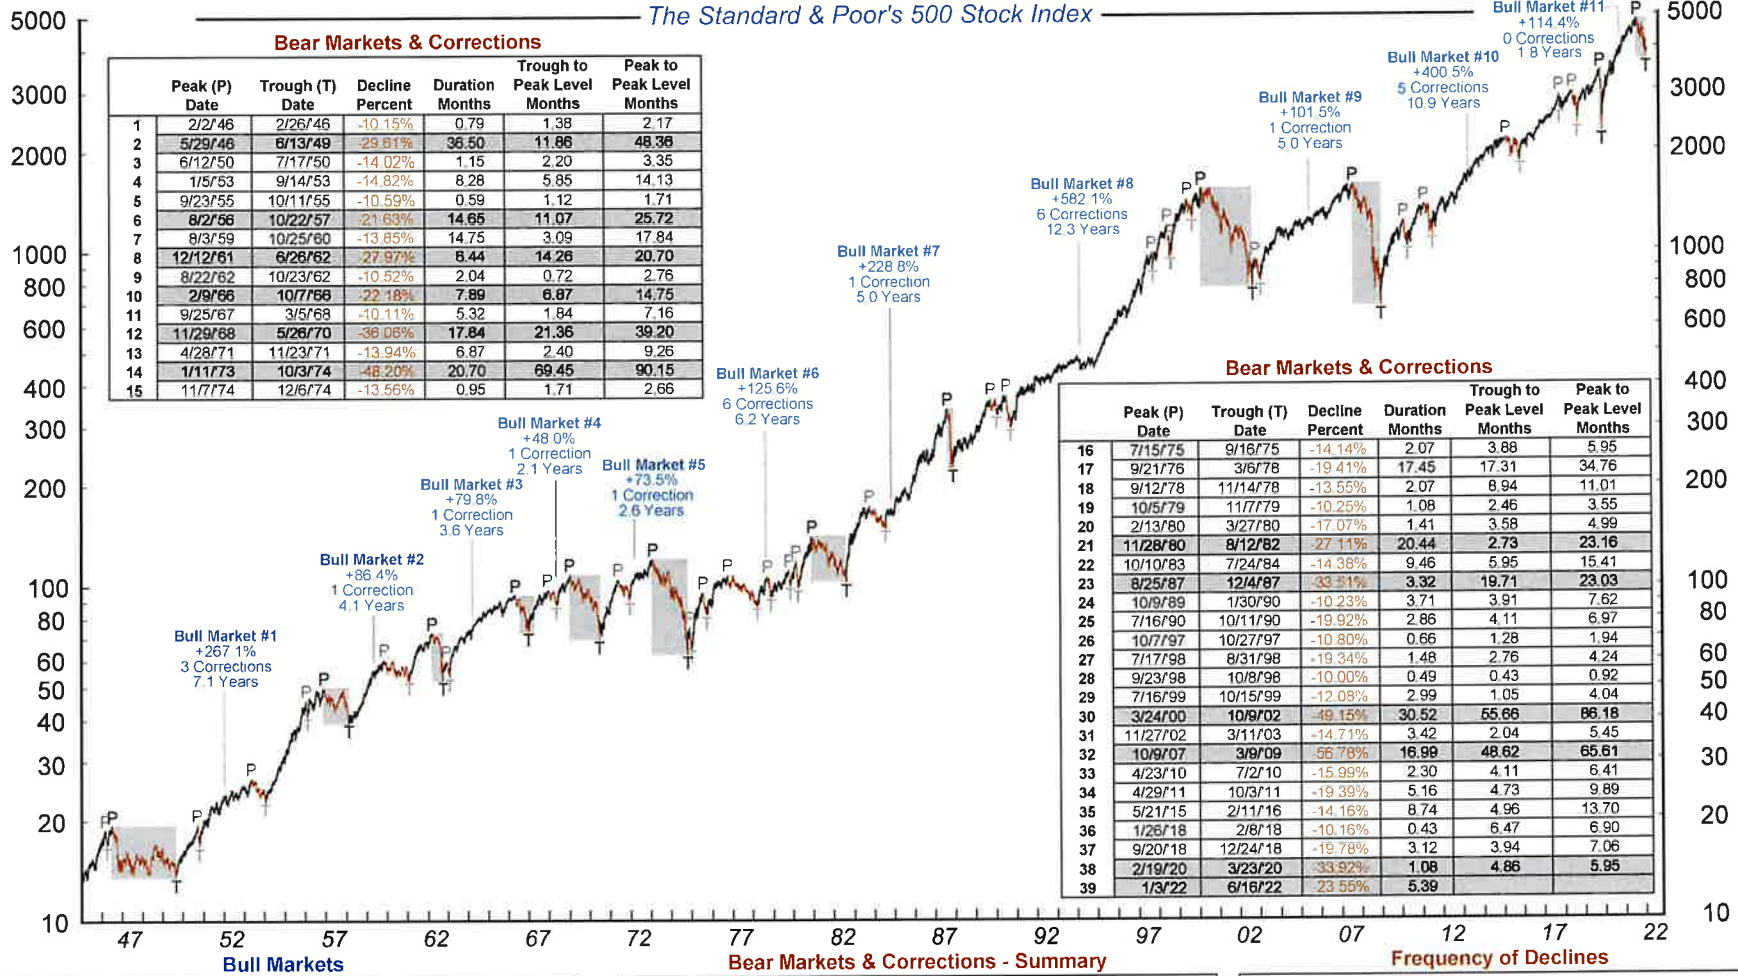 The Standard & Poor's 500 Stock Index
Bear Markets & Corrections
Peak (P) Date | Trough (T) Date | Decline Percent | Duration Months | Trough to Peak Level Months | Peak to Peak Level Months
1 2/2/'46 2/26/'46 -10.15% 0.79 1.38 2.17
2 5/29/'46 6/13/'49 -29.61% 36.50 11.86 48.36
3 6/12/'50 7/17/'50 -14.02% 1.15 2.20 3.35
4 1/5/'53 9/14/'53 -14.82% 8.28 5.85 14.13
5 9/23/'55 10/11/'55 -10.59% 0.59 1.12 1.71
6 8/2/'56 10/22/'57 -21.63% 14.65 11.07 25.72
7 8/3/'59 10/25/'60 -13.85% 14.75 3.09 17.84
8 12/12/'61 6/26/'62 -27.97% 6.44 14.26 20.70
9 8/22/'62 10/23/'62 -10.52% 2.04 0.72 2.76
10 2/9/'66 10/7/'66 -22.18% 7.89 6.87 14.75
11 9/25/'67 3/5/'68 -10.11% 5.32 1.84 7.16
12 11/29/'68 5/26/'70 -36.06% 17.84 21.36 39.20
13 4/28/'71 11/23/'71 -13.94% 6.87 2.40 9.26
14 1/11/'73 10/3/'74 -48.20% 20.70 69.45 90.15
15 11/7/'74 12/6/'74 -13.56% 0.95 1.71 2.66
Bull Market #1
+267.1%
3 Corrections
7.1 Years
Bull Market #2
+86.4%
1 Correction
4.1 Years
Bull Market #3
+79.8%
1 Correction
3.6 Years
Bull Market #4
+48.0%
1 Correction
2.1 Years
Bull Market #5
+73.5%
1 Correction
2.6 Years
Bull Market #6
+125.6%
6 Corrections
6.2 Years
Bull Market #7
+228.8%
1 Correction
5.0 Years
Bull Market #8
+582.1%
6 Corrections
12.3 Years
Bull Market #9
+101.5%
1 Correction
5.0 Years
Bull Market #10
+400.5%
5 Corrections
10.9 Years
Bull Market #11
+114.4%
0 Corrections
1.8 Years
Bear Markets & Corrections
Peak (P) Date | Trough (T) Date | Decline Percent | Duration Months | Trough to Peak Level Months | Peak to Peak Level Months
16 7/15/'75 9/16/'75 -14.14% 2.07 3.88 5.95
17 9/21/'76 3/6/'78 -19.41% 17.45 17.31 34.76
18 9/12/'78 11/14/'78 -13.55% 2.07 8.94 11.01
19 10/5/'79 11/7/'79 -10.25% 1.08 2.46 3.55
20 2/13/'80 3/27/'80 -17.07% 1.41 3.58 4.99
21 11/28/'80 8/12/'82 27.11% 20.44 2.73 23.16
22 10/10/'83 7/24/'84 -14.38% 9.46 5.95 15.41
23 8/25/'87 12/4/'87 -33.51% 3.32 19.71 23.03
24 10/9/'89 1/30/'90 -10.23% 3.71 3.91 7.62
25 7/16/'90 10/11/'90 -19.92% 2.86 4.11 6.97
26 10/7/'97 10/27/'97 -10.80% 0.66 1.28 1.94
27 7/17/'98 8/31/'98 -19.34% 1.48 2.76 4.24
28 9/23/'98 10/8/'98 -10.00% 0.49 0.43 0.92
29 7/16/'99 10/15/'99 -12.08% 2.99 1.05 4.04
30 3/24/'00 10/9/'02 -49.15% 30.52 55.66 86.18
31 11/27/'02 3/11/'03 -14.71% 3.42 2.04 5.45
32 10/9/'07 3/9/'09 -56.78% 16.99 48.62 65.61
33 4/23/'10 7/2/'10 -15.99% 2.30 4.11 6.41
34 4/29/'11 10/3/'11 -19.39% 5.16 4.73 9.89
35 5/21/'15 2/11/'16 -14.16% 8.74 4.96 13.70
36 1/26/'18 2/8/'18 -10.16% 0.43 6.47 6.90
37 9/20/'18 12/24/'18 -19.78% 3.12 3.94 7.06
38 2/19/'20 3/23/'20 -33.92% 1.08 4.86 5.95
39 1/3/'22 6/16/'22 23.55% 5.39
5000
3000
2000
1000
800
600
400
300
200
100
80
60
50
40
30
20
10
5000
3000
2000
1000
800
600
400
300
200
100
80
60
50
40
30
20
10
47 52 57 62 67 72 77 82 87 92 97 02 07 12 17 22
Bull Markets
Bear Markets & Corrections - Summary
Frequency of Declines